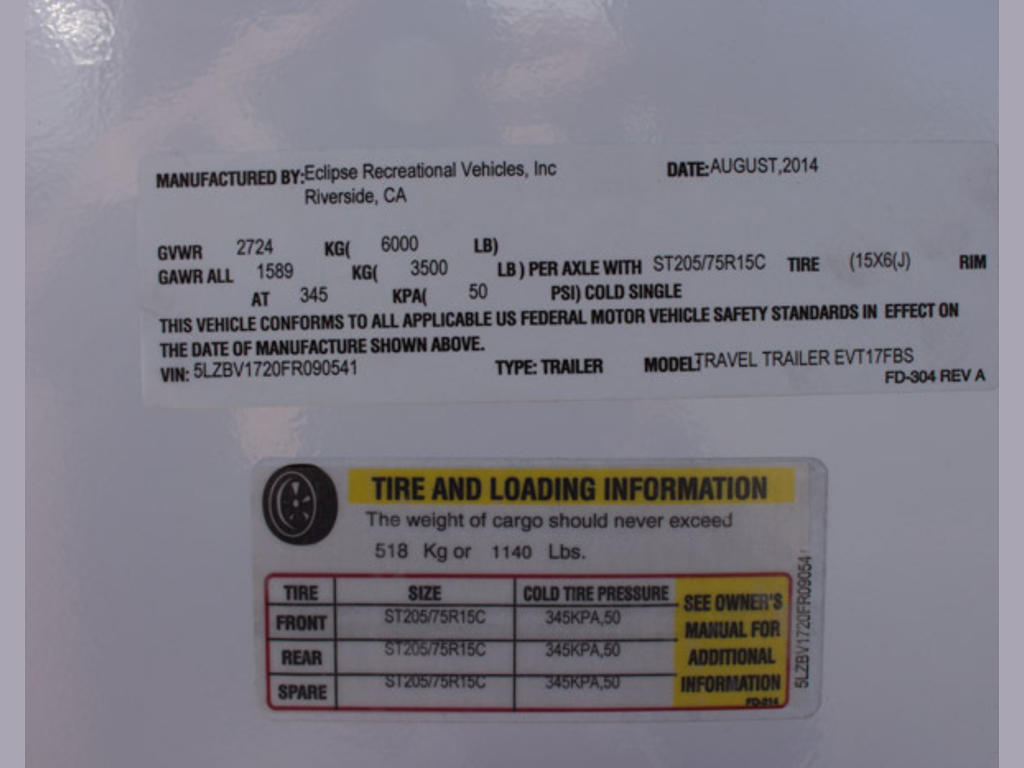 MANUFACTURED BY: Eclipse Recreational Vehicles, Inc DATE: AUGUST,2014
Riverside, CA
GVWR 2724 KG( 6000 LB)
GAWR ALL 1589 KG( 3500 LB ) PER AXLE WITH ST205/75R15C TIRE (15X6(J) RIM
AT 345 KPA( 50 PSI) COLD SINGLE
THIS VEHICLE CONFORMS TO ALL APPLICABLE US FEDERAL MOTOR VEHICLE SAFETY STANDARDS IN EFFECT ON
THE DATE OF MANUFACTURE SHOWN ABOVE.
VIN: 5LZBV1720FR090541 TYPE: TRAILER MODEL TRAVEL TRAILER EVT17FBS
FD-304 REV A
TIRE AND LOADING INFORMATION
The weight of cargo should never exceed
518 Kg or 1140 Lbs.
TIRE SIZE COLD TIRE PRESSURE
FRONT ST205/75R15C 345KPA,50
REAR ST205/75R15C 345KPA,50
SPARE ST205/75R15C 345KPA,50
SEE OWNER'S
MANUAL FOR
ADDITIONAL
INFORMATION
FD-314
5LZBV1720FR090541